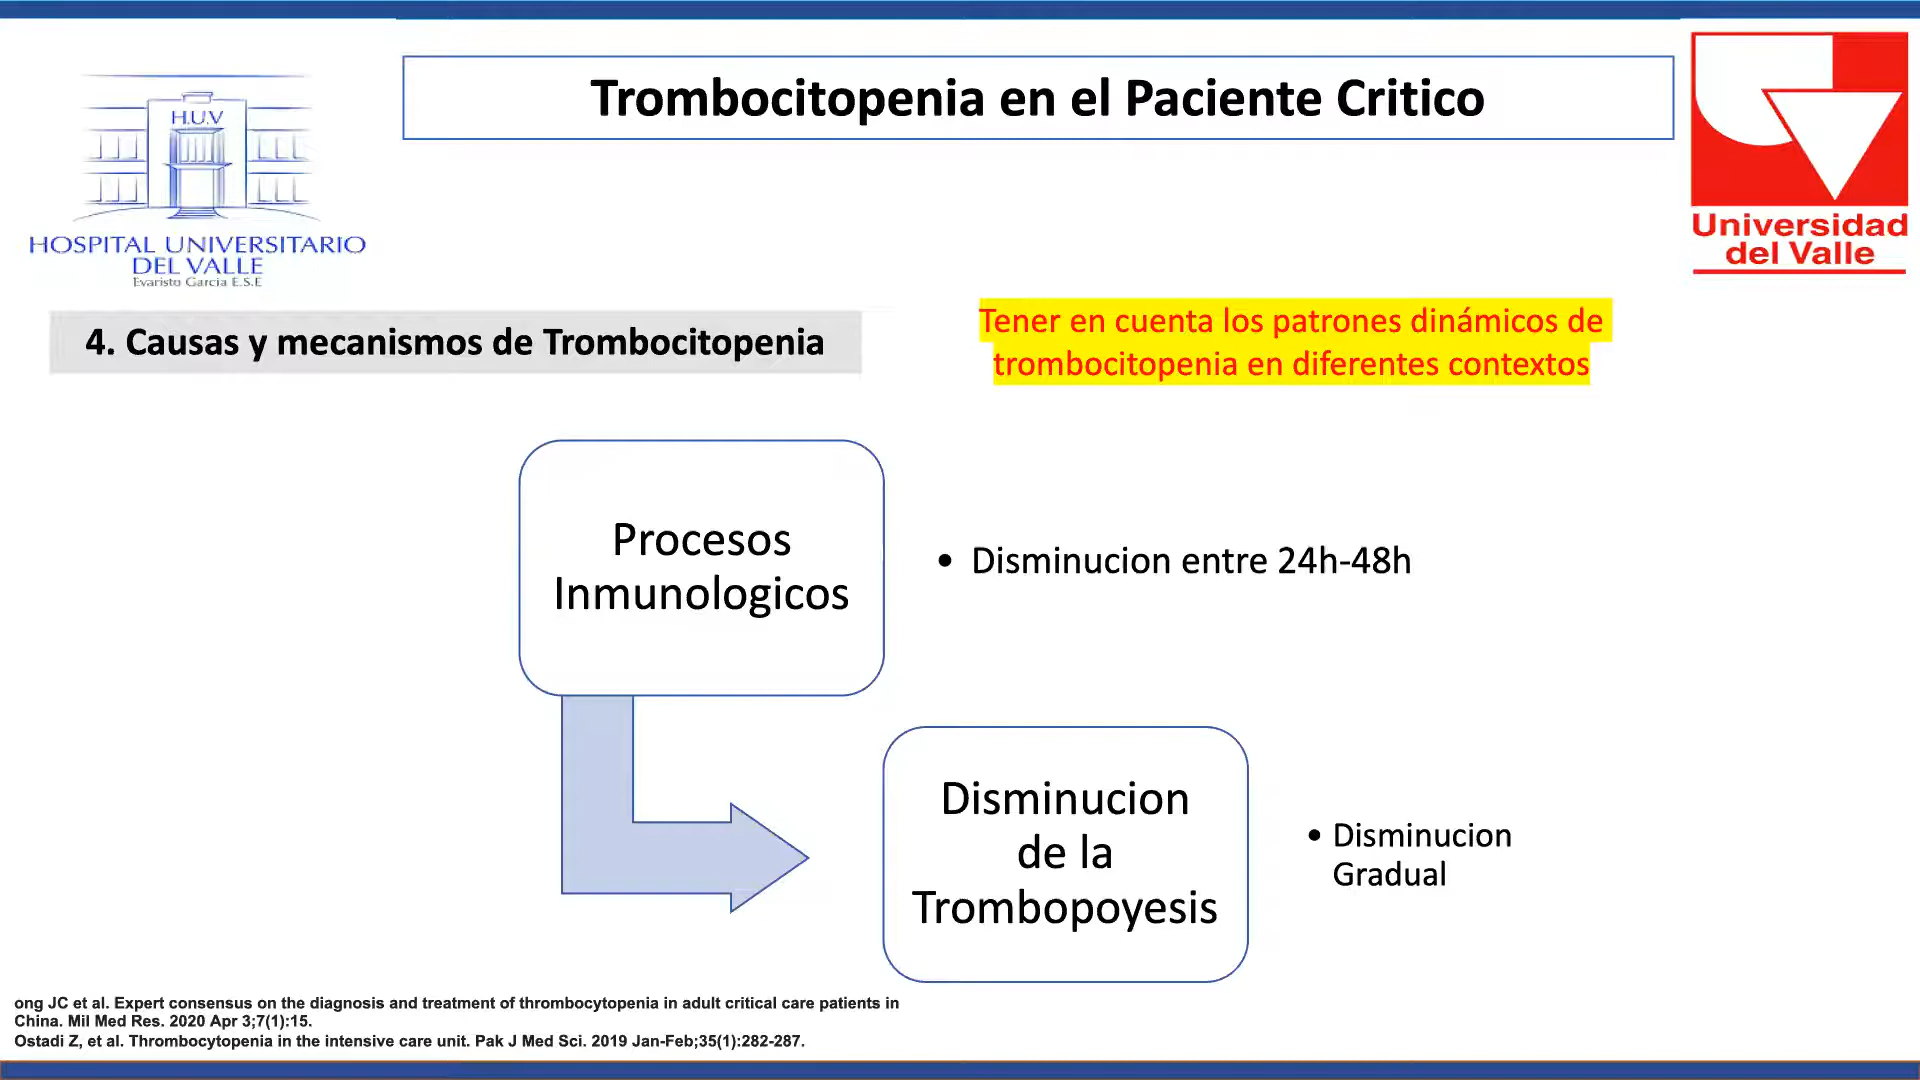 Trombocitopenia en el Paciente Critico
H.U.V
HOSPITAL UNIVERSITARIO
DEL VALLE
Evaristo Garcia E.S.E
Universidad
del Valle
4. Causas y mecanismos de Trombocitopenia
Tener en cuenta los patrones dinámicos de
trombocitopenia en diferentes contextos
Procesos
Inmunologicos
• Disminucion entre 24h-48h
Disminucion
de la
Trombopoyesis
• Disminucion
Gradual
ong JC et al. Expert consensus on the diagnosis and treatment of thrombocytopenia in adult critical care patients in
China. Mil Med Res. 2020 Apr 3;7(1):15.
Ostadi Z, et al. Thrombocytopenia in the intensive care unit. Pak J Med Sci. 2019 Jan-Feb;35(1):282-287.